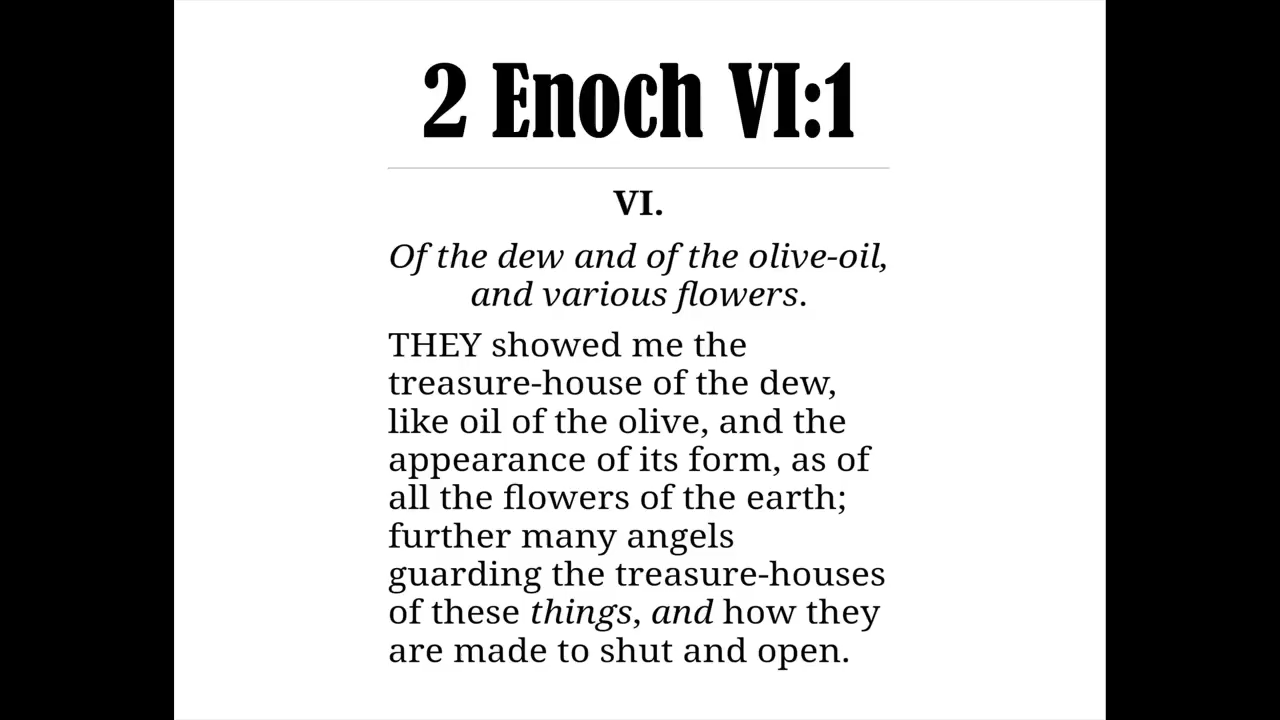 2 Enoch VI:1
VI.
Of the dew and of the olive-oil,
and various flowers.
THEY showed me the
treasure-house of the dew,
like oil of the olive, and the
appearance of its form, as of
all the flowers of the earth;
further many angels
guarding the treasure-houses
of these things, and how they
are made to shut and open.